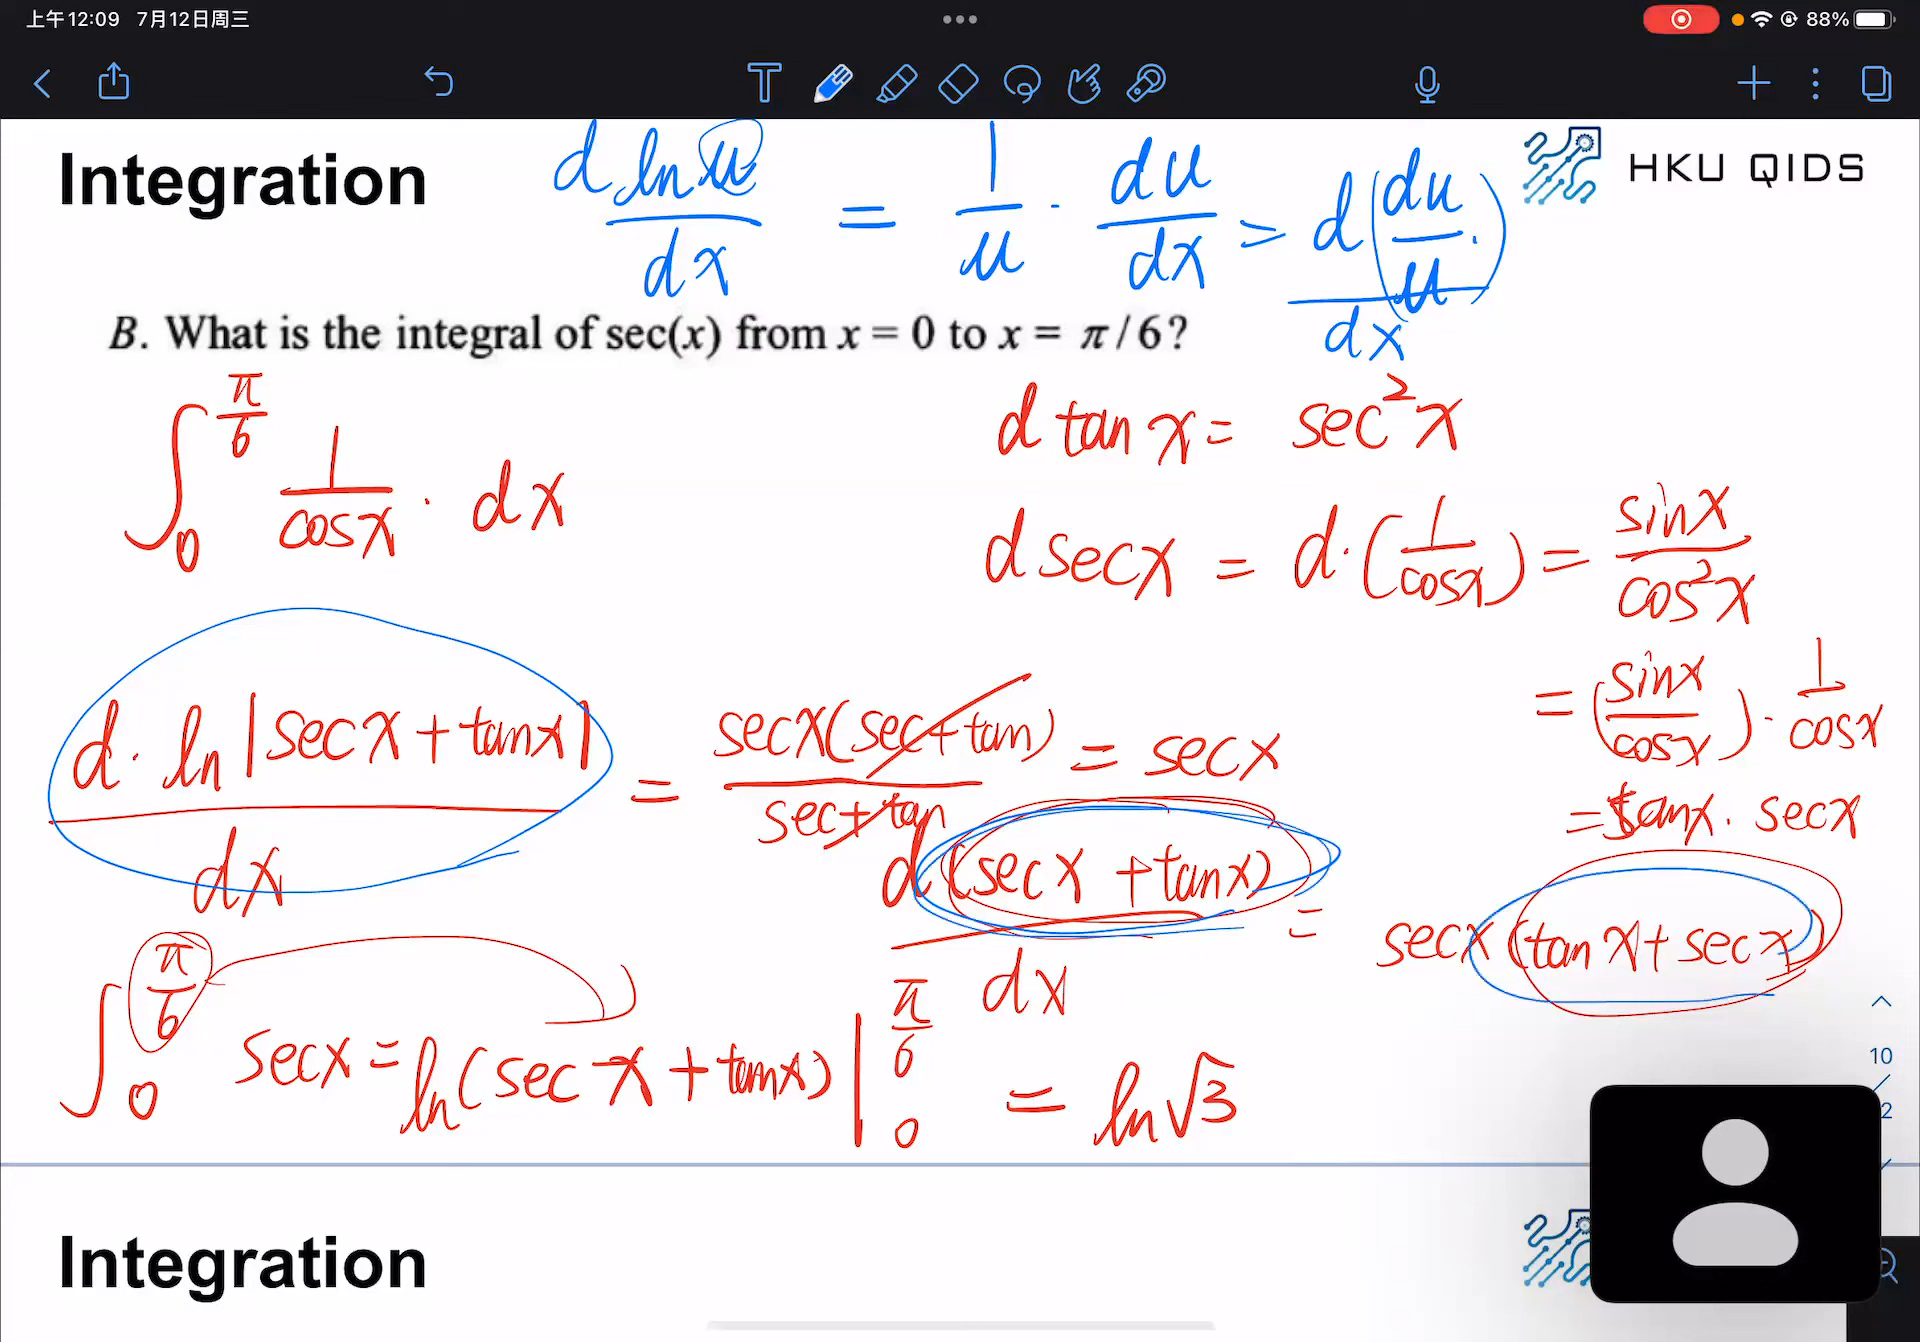 上午12:09 7月12日周三
88%
Integration
HKU QIDS
d ln u / dx = 1/u · du/dx = d(du/u ·) / dx
B. What is the integral of sec(x) from x = 0 to x = π/6?
∫₀^(π/6) 1/cosx · dx
d tan x = sec²x
d secx = d·(1/cosx) = sinx/cos²x
= (sinx/cosx) · 1/cosx
= tanx · secx
d· ln|secx+tanx| / dx = secx(sec+tan) / sec+tan = secx
d(secx+tanx) / dx = secx(tanx+secx)
∫₀^(π/6) secx = ln(secx+tanx) |₀^(π/6) = ln√3
10
2
Integration